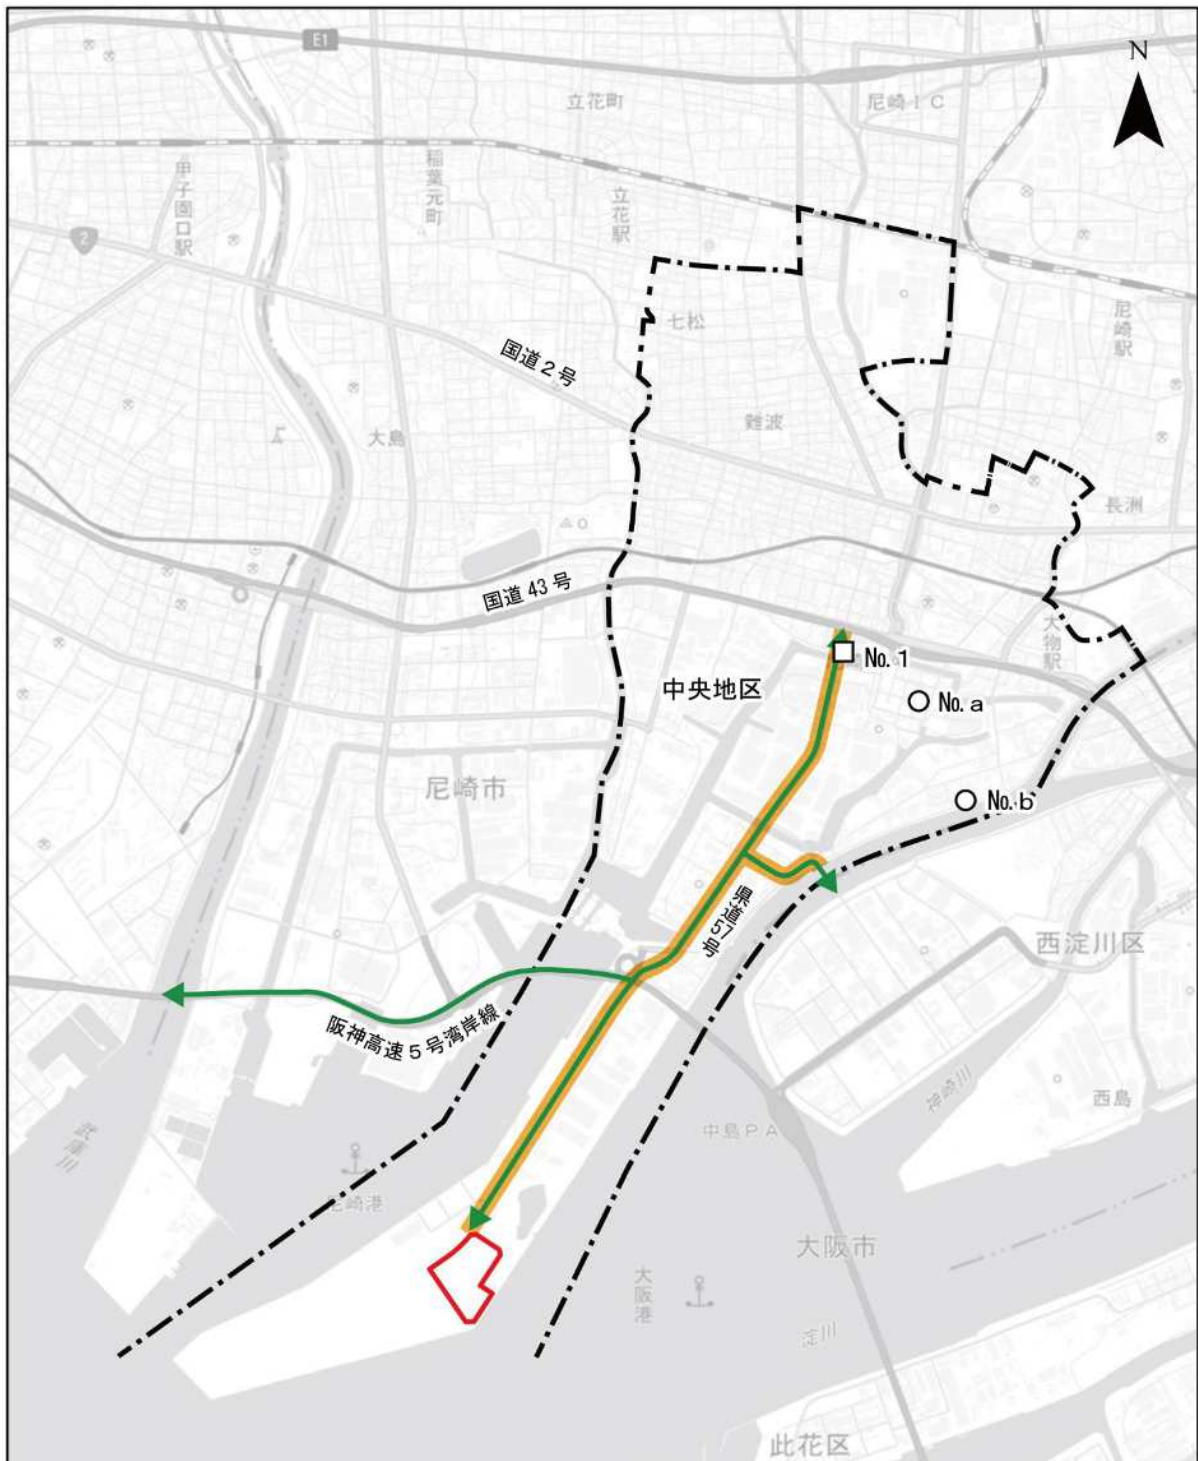 E1
N
立花町
尼崎IC
甲子園口駅
稲葉元町
立花駅
2
七松
尼崎駅
国道2号
大島
難波
長洲
国道43号
大物駅
No.1
中央地区
No.a
尼崎市
No.b
県道57号
西淀川区
阪神高速5号湾岸線
神崎川
西島
武庫川
中島PA
尼崎港
大阪市
大阪港
淀川
此花区